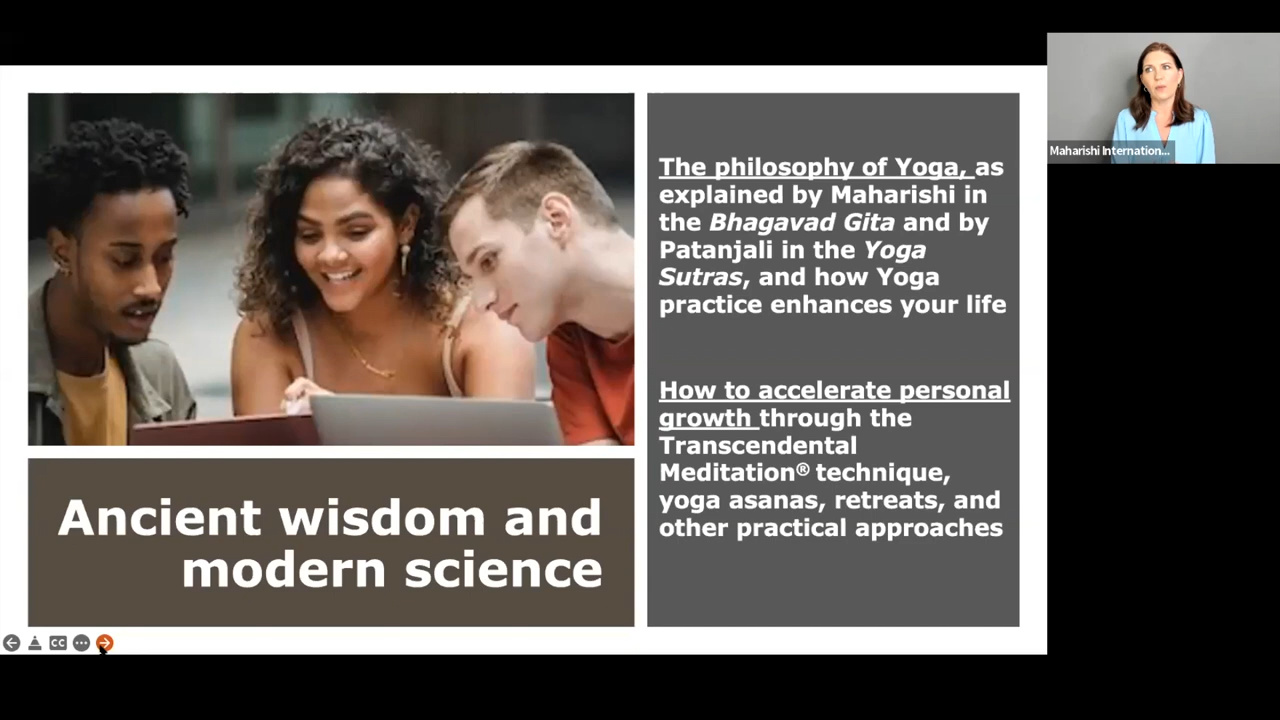 Ancient wisdom and
modern science
The philosophy of Yoga, as
explained by Maharishi in
the Bhagavad Gita and by
Patanjali in the Yoga
Sutras, and how Yoga
practice enhances your life
How to accelerate personal
growth through the
Transcendental
Meditation® technique,
yoga asanas, retreats, and
other practical approaches
Maharishi Internation...
CC